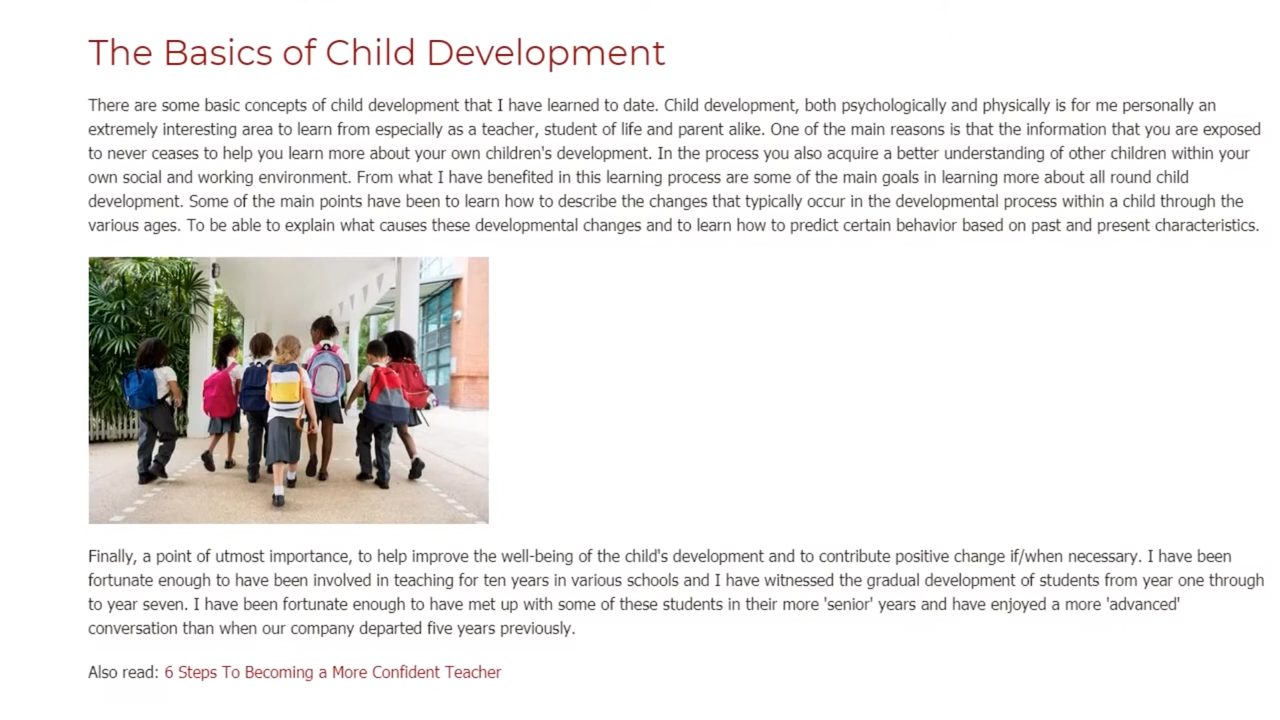 The Basics of Child Development
There are some basic concepts of child development that I have learned to date. Child development, both psychologically and physically is for me personally an
extremely interesting area to learn from especially as a teacher, student of life and parent alike. One of the main reasons is that the information that you are exposed
to never ceases to help you learn more about your own children's development. In the process you also acquire a better understanding of other children within your
own social and working environment. From what I have benefited in this learning process are some of the main goals in learning more about all round child
development. Some of the main points have been to learn how to describe the changes that typically occur in the developmental process within a child through the
various ages. To be able to explain what causes these developmental changes and to learn how to predict certain behavior based on past and present characteristics.
Finally, a point of utmost importance, to help improve the well-being of the child's development and to contribute positive change if/when necessary. I have been
fortunate enough to have been involved in teaching for ten years in various schools and I have witnessed the gradual development of students from year one through
to year seven. I have been fortunate enough to have met up with some of these students in their more 'senior' years and have enjoyed a more 'advanced'
conversation than when our company departed five years previously.
Also read: 6 Steps To Becoming a More Confident Teacher